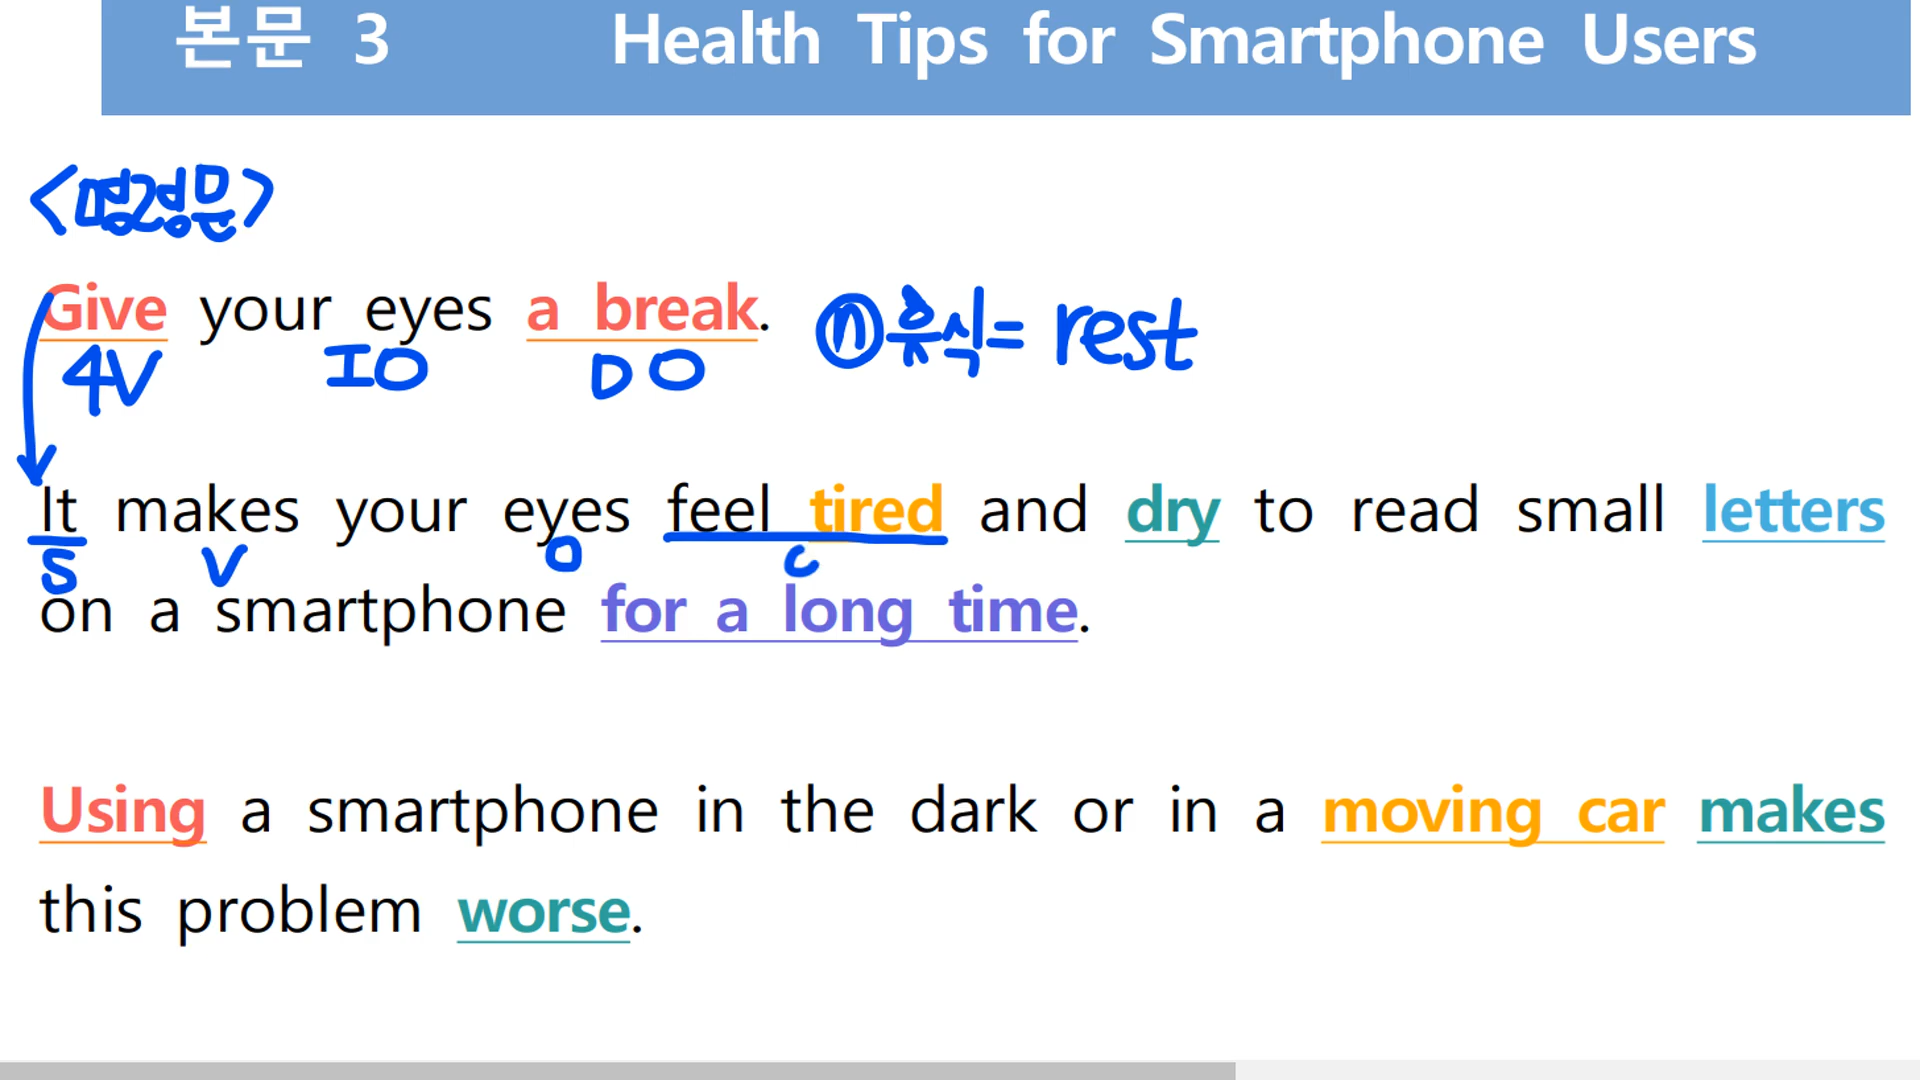 본문 3 Health Tips for Smartphone Users
<명령문>
Give your eyes a break. ⓝ휴식= rest
4V IO DO
It makes your eyes feel tired and dry to read small letters
S V O C
on a smartphone for a long time.
Using a smartphone in the dark or in a moving car makes
this problem worse.